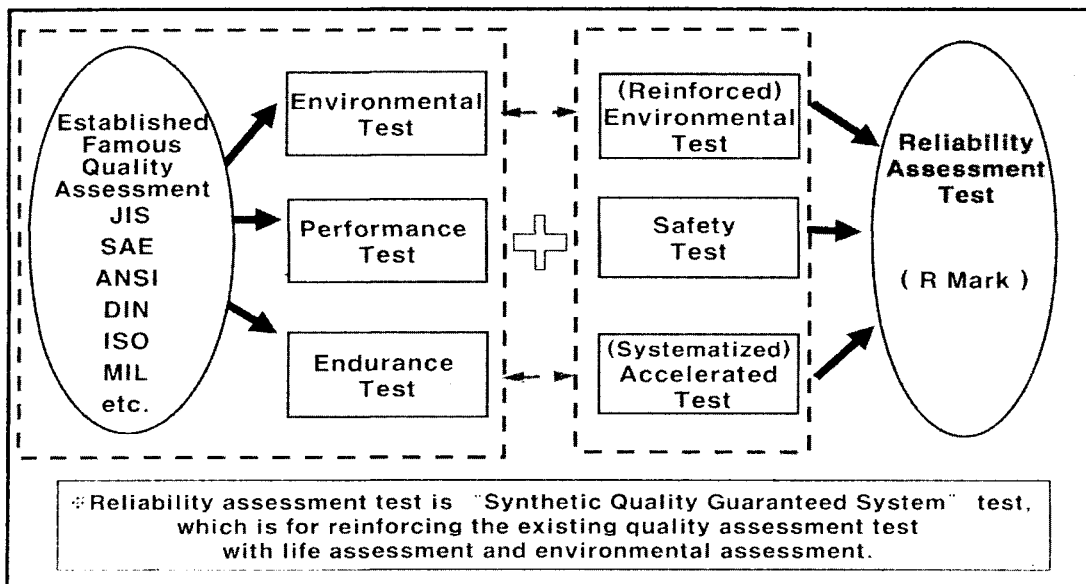 Established
Famous
Quality
Assessment
JIS
SAE
ANSI
DIN
ISO
MIL
etc.
Environmental
Test
Performance
Test
Endurance
Test
(Reinforced)
Environmental
Test
Safety
Test
(Systematized)
Accelerated
Test
Reliability
Assessment
Test
( R Mark )
※Reliability assessment test is ¨Synthetic Quality Guaranteed System¨ test,
which is for reinforcing the existing quality assessment test
with life assessment and environmental assessment.